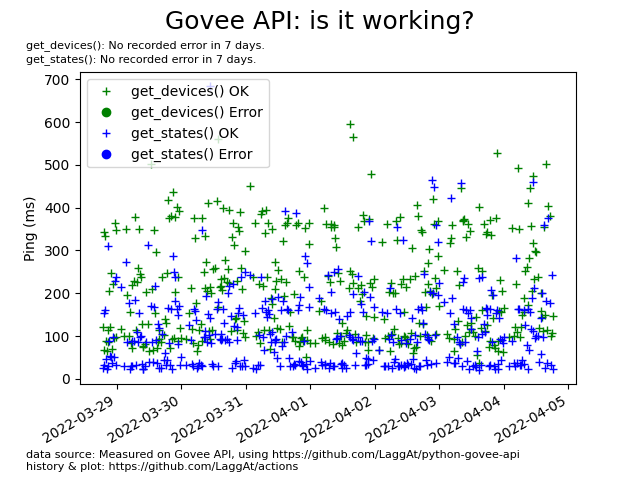 Govee API: is it working?
get_devices(): No recorded error in 7 days.
get_states(): No recorded error in 7 days.
700
600
500
400
300
200
100
0
Ping (ms)
get_devices() OK
get_devices() Error
get_states() OK
get_states() Error
2022-03-29
2022-03-30
2022-03-31
2022-04-01
2022-04-02
2022-04-03
2022-04-04
2022-04-05
data source: Measured on Govee API, using https://github.com/LaggAt/python-govee-api
history & plot: https://github.com/LaggAt/actions